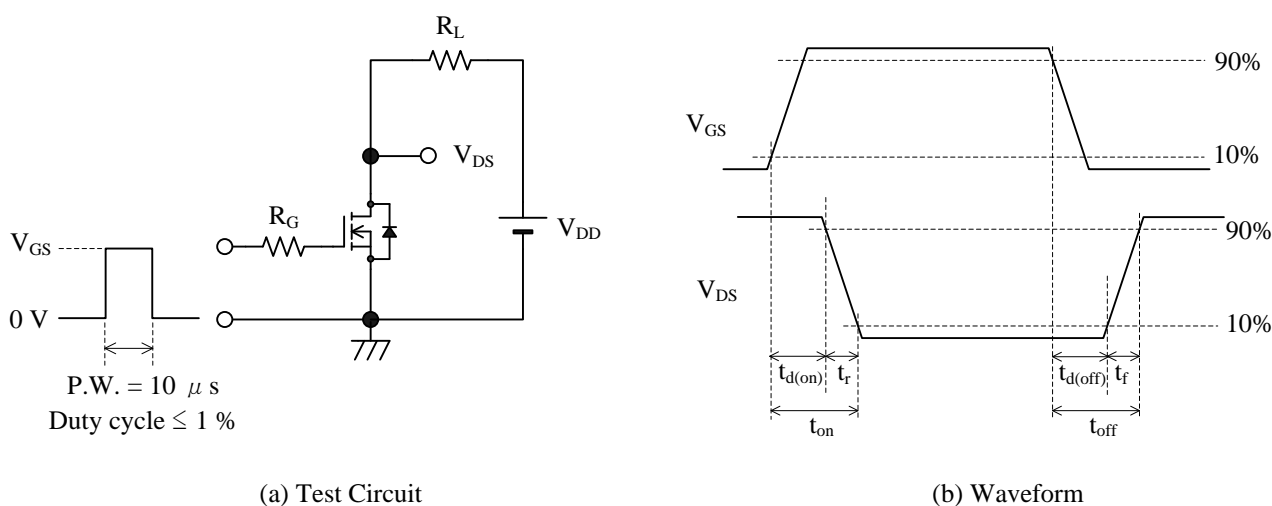 R_L
V_DS
R_G
V_DD
V_GS
0 V
P.W. = 10 μ s
Duty cycle ≤ 1 %
(a) Test Circuit
90%
V_GS
10%
90%
V_DS
10%
t_d(on) t_r t_d(off) t_f
t_on t_off
(b) Waveform